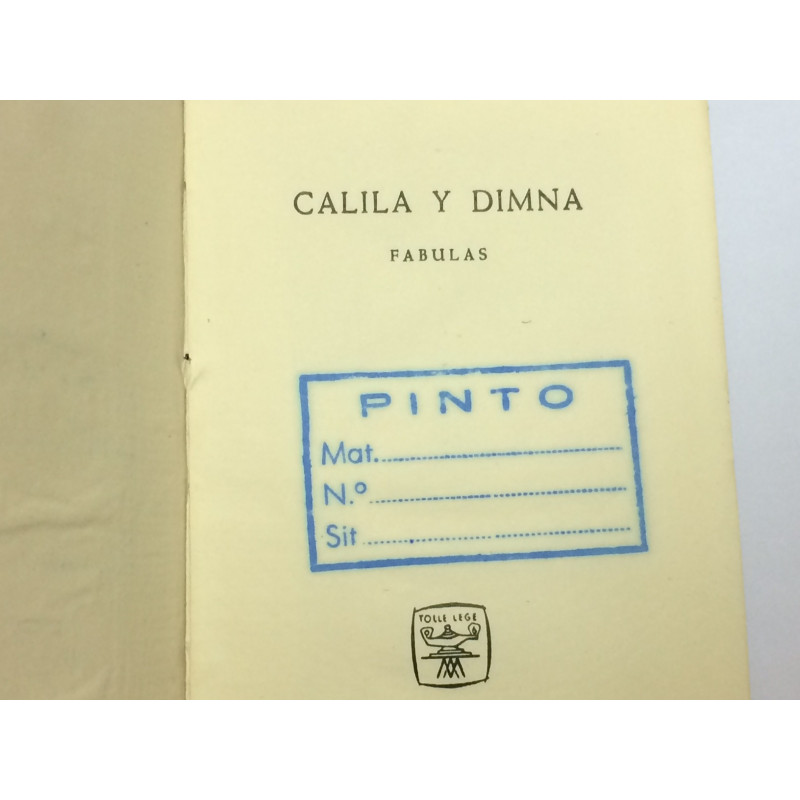 CALILA Y DIMNA
FABULAS
PINTO
Mat.
N.º
Sit
TOLLE LEGE